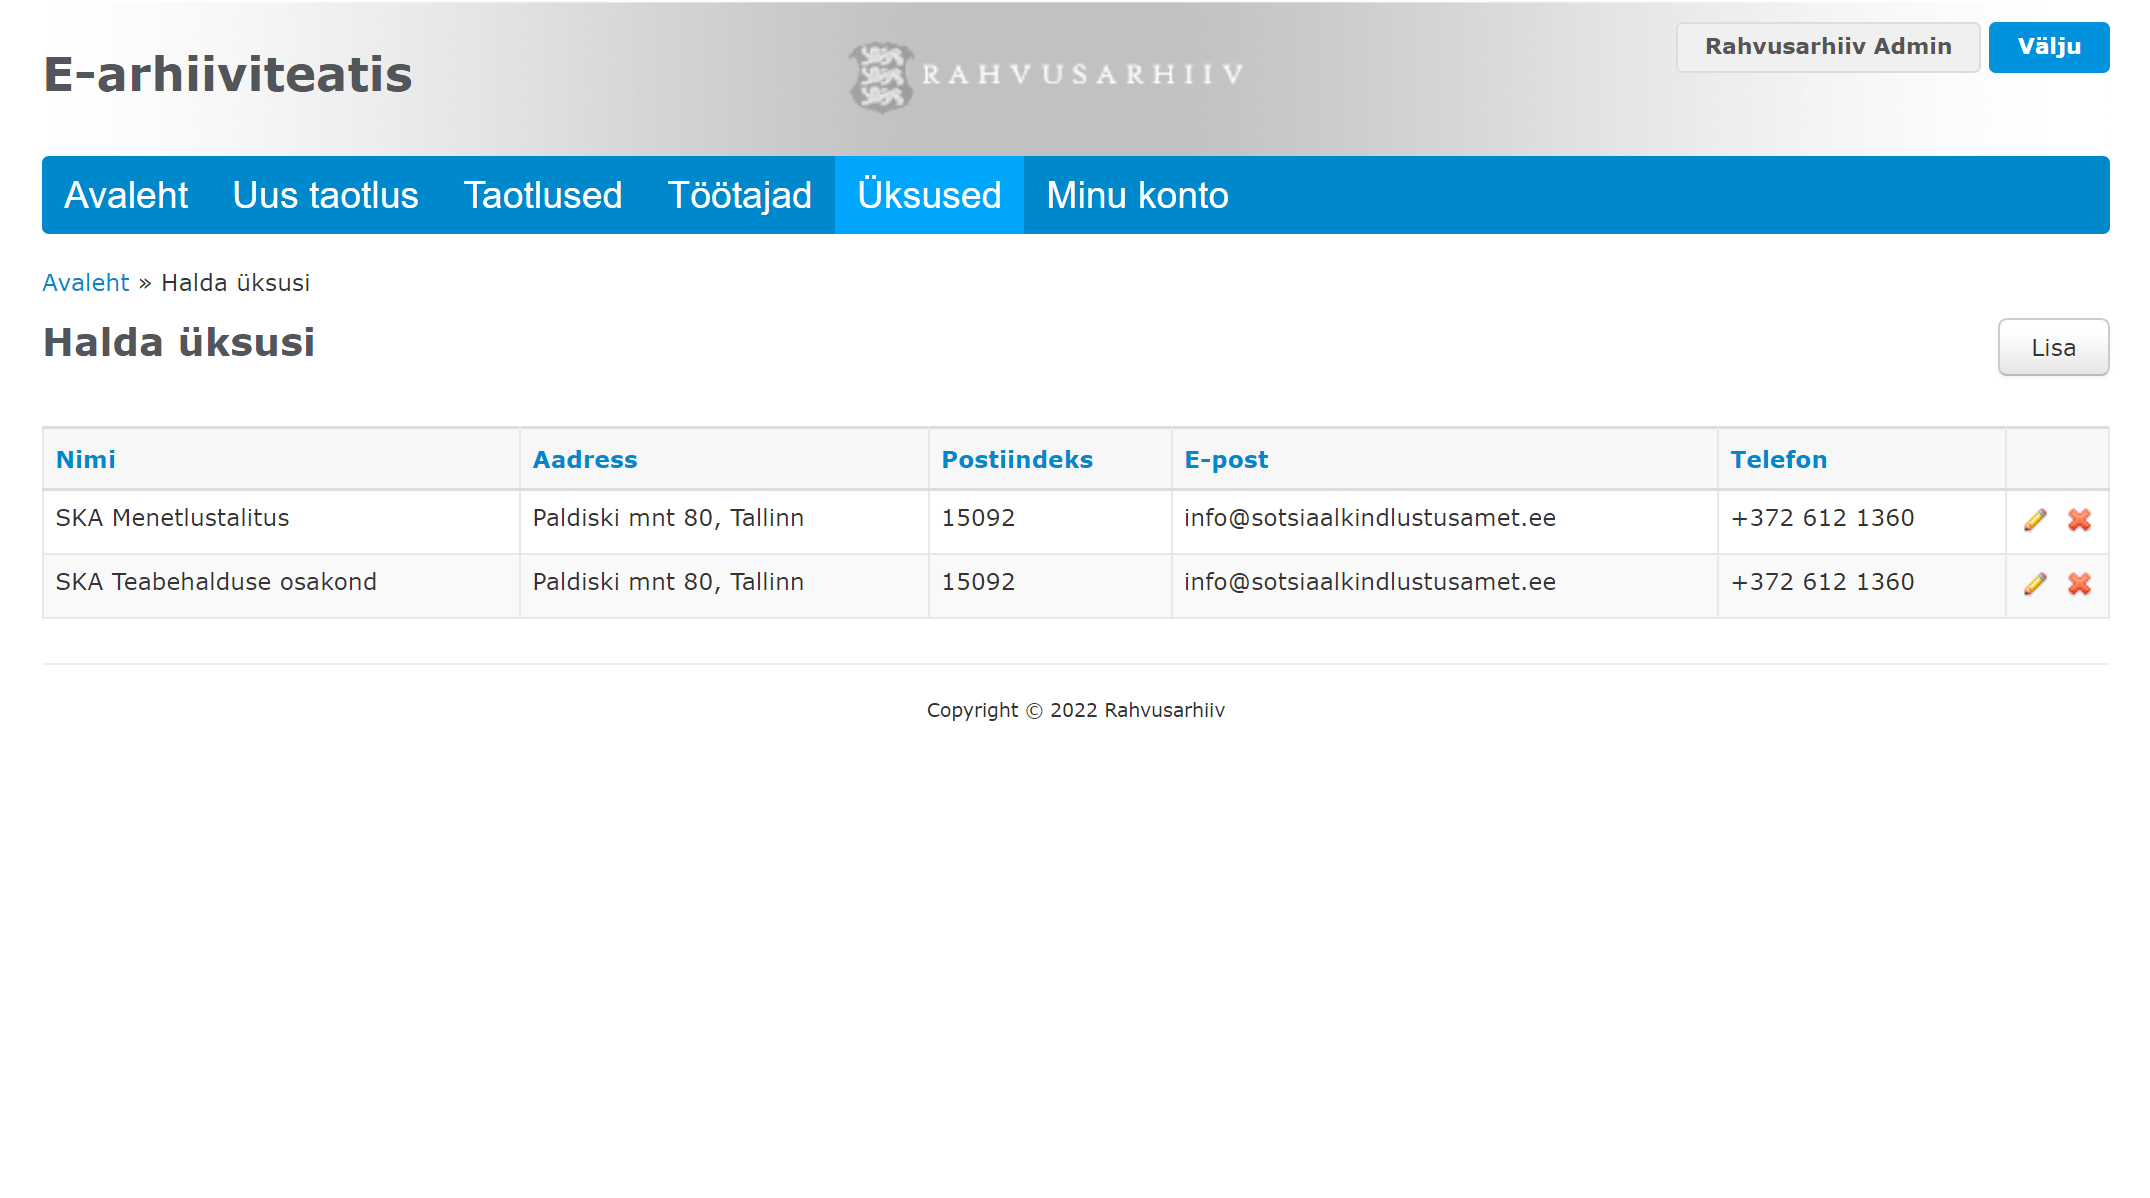 E-arhiiviteatis
RAHVUSARHIIV
Rahvusarhiiv Admin Välju
Avaleht Uus taotlus Taotlused Töötajad Üksused Minu konto
Avaleht » Halda üksusi
Halda üksusi
Lisa
Nimi Aadress Postiindeks E-post Telefon
SKA Menetlustalitus Paldiski mnt 80, Tallinn 15092 info@sotsiaalkindlustusamet.ee +372 612 1360
SKA Teabehalduse osakond Paldiski mnt 80, Tallinn 15092 info@sotsiaalkindlustusamet.ee +372 612 1360
Copyright © 2022 Rahvusarhiiv